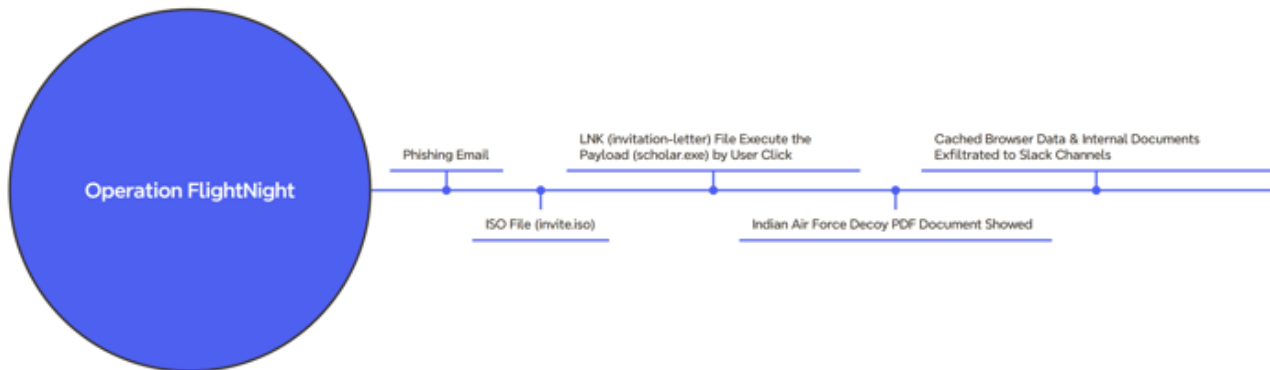 Operation FlightNight
Phishing Email
ISO File (invite.iso)
LNK (invitation-letter) File Execute the
Payload (scholar.exe) by User Click
Indian Air Force Decoy PDF Document Showed
Cached Browser Data & Internal Documents
Exfiltrated to Slack Channels